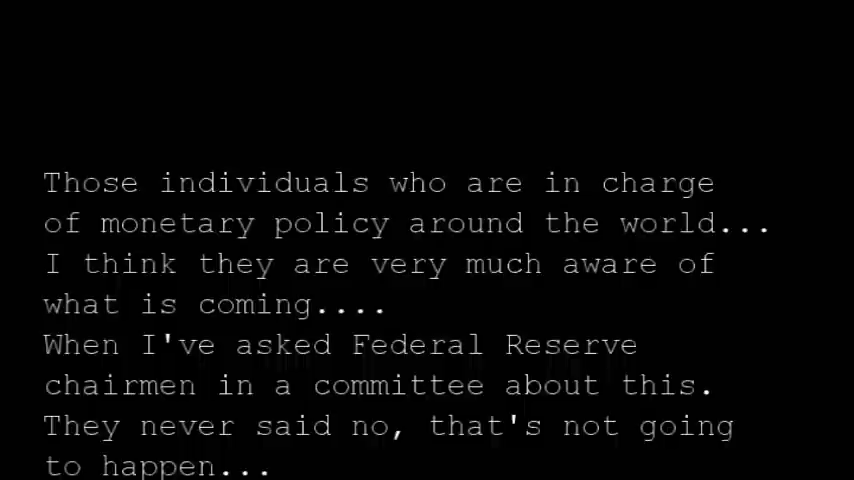 Those individuals who are in charge
of monetary policy around the world...
I think they are very much aware of
what is coming....
When I've asked Federal Reserve
chairmen in a committee about this.
They never said no, that's not going
to happen...